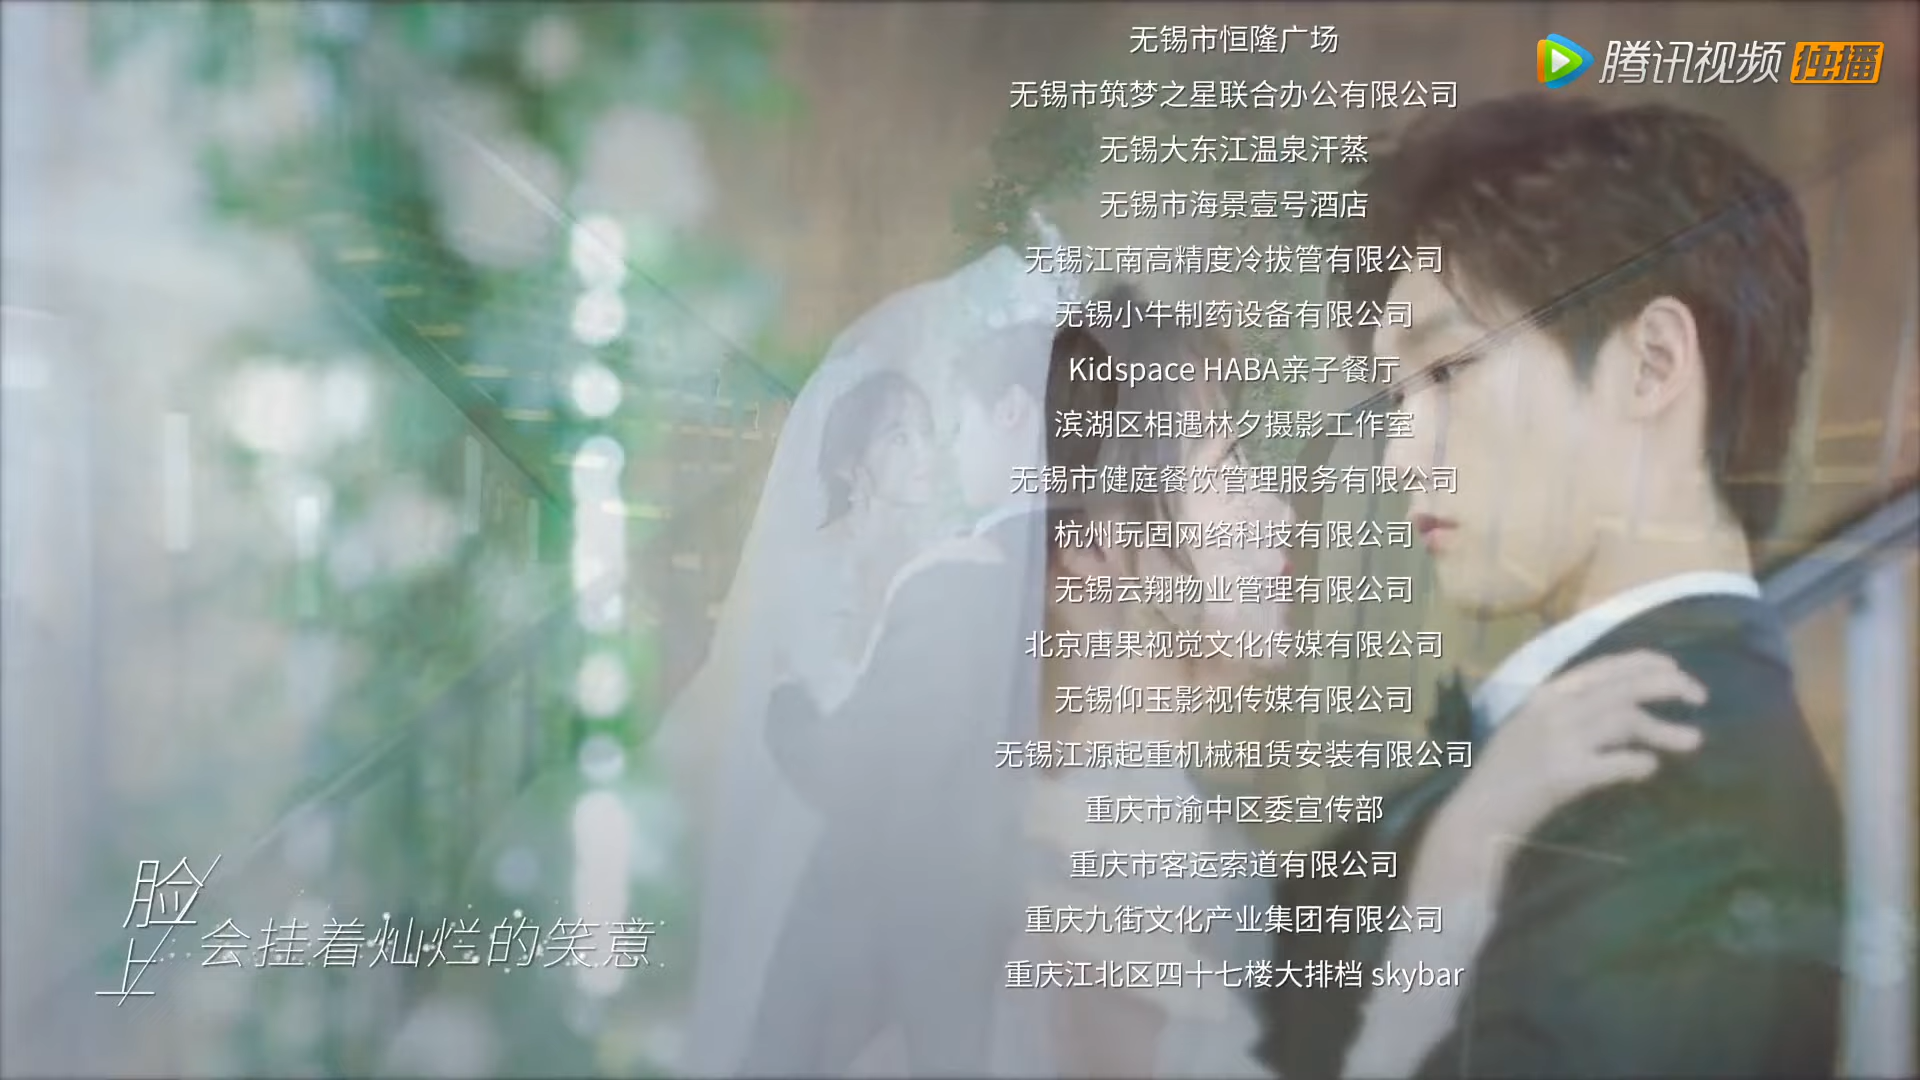 无锡市恒隆广场
腾讯视频 独播
无锡市筑梦之星联合办公有限公司
无锡大东江温泉汗蒸
无锡市海景壹号酒店
无锡江南高精度冷拔管有限公司
无锡小牛制药设备有限公司
Kidspace HABA亲子餐厅
滨湖区相遇林夕摄影工作室
无锡市健庭餐饮管理服务有限公司
杭州玩固网络科技有限公司
无锡云翔物业管理有限公司
北京唐果视觉文化传媒有限公司
无锡仰玉影视传媒有限公司
无锡江源起重机械租赁安装有限公司
重庆市渝中区委宣传部
重庆市客运索道有限公司
重庆九街文化产业集团有限公司
重庆江北区四十七楼大排档 skybar
脸上会挂着灿烂的笑意